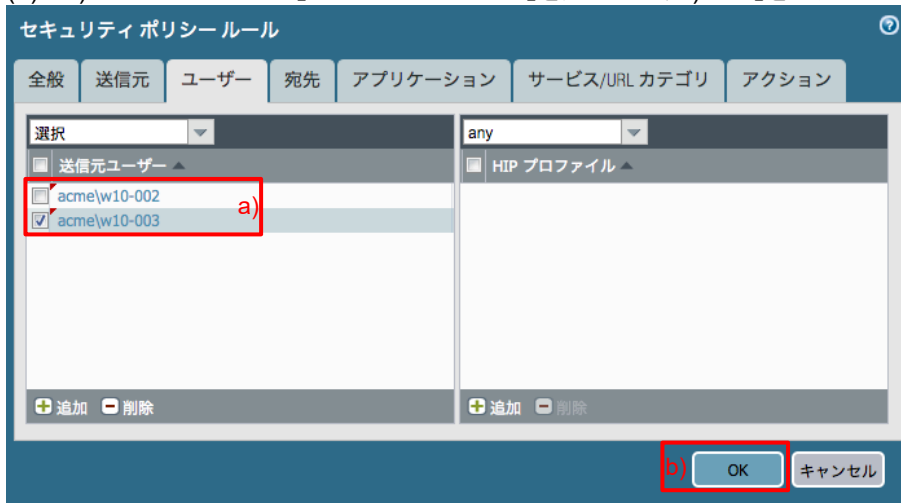 セキュリティ ポリシー ルール
全般 送信元 ユーザー 宛先 アプリケーション サービス/URL カテゴリ アクション
選択 any
送信元ユーザー HIP プロファイル
acme\w10-002
a)
acme\w10-003
追加 削除 追加 削除
b) OK キャンセル